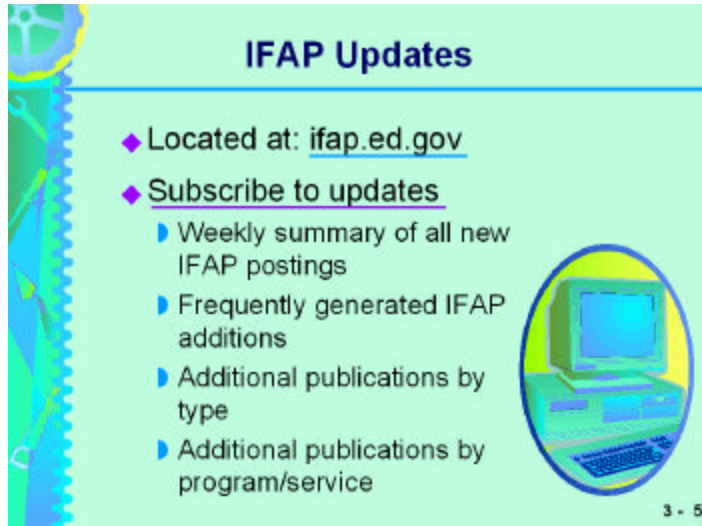 IFAP Updates
Located at: ifap.ed.gov
Subscribe to updates
Weekly summary of all new
IFAP postings
Frequently generated IFAP
additions
Additional publications by
type
Additional publications by
program/service
3 - 5